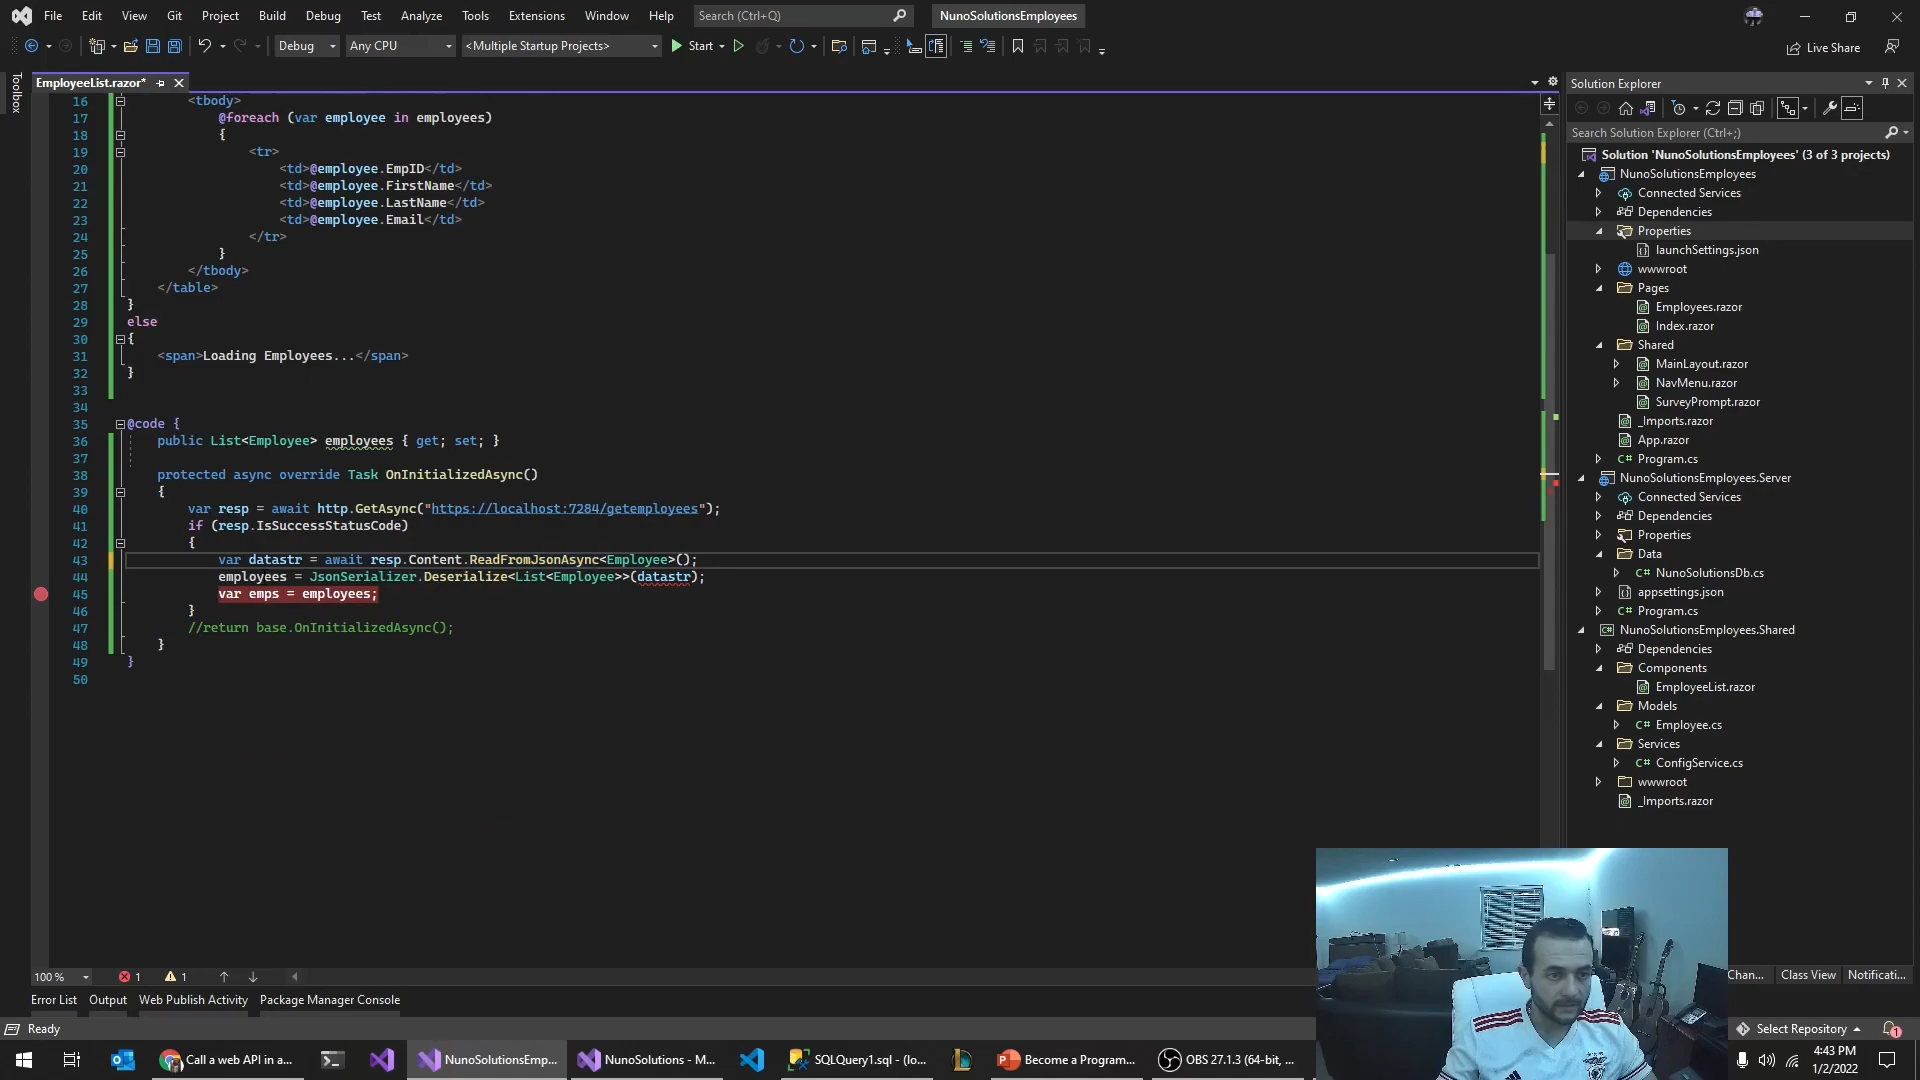 File Edit View Git Project Build Debug Test Analyze Tools Extensions Window Help Search (Ctrl+Q) NunoSolutionsEmployees
Debug Any CPU <Multiple Startup Projects> Start Live Share
Toolbox
EmployeeList.razor*
16 <tbody>
17 @foreach (var employee in employees)
18 {
19 <tr>
20 <td>@employee.EmpID</td>
21 <td>@employee.FirstName</td>
22 <td>@employee.LastName</td>
23 <td>@employee.Email</td>
24 </tr>
25 }
26 </tbody>
27 </table>
28 }
29 else
30 {
31 <span>Loading Employees...</span>
32 }
33
34
35 @code {
36 public List<Employee> employees { get; set; }
37
38 protected async override Task OnInitializedAsync()
39 {
40 var resp = await http.GetAsync("https://localhost:7284/getemployees");
41 if (resp.IsSuccessStatusCode)
42 {
43 var datastr = await resp.Content.ReadFromJsonAsync<Employee>();
44 employees = JsonSerializer.Deserialize<List<Employee>>(datastr);
45 var emps = employees;
46 }
47 //return base.OnInitializedAsync();
48 }
49 }
50
Solution Explorer
Search Solution Explorer (Ctrl+;)
Solution 'NunoSolutionsEmployees' (3 of 3 projects)
NunoSolutionsEmployees
Connected Services
Dependencies
Properties
launchSettings.json
wwwroot
Pages
Employees.razor
Index.razor
Shared
MainLayout.razor
NavMenu.razor
SurveyPrompt.razor
_Imports.razor
App.razor
C# Program.cs
NunoSolutionsEmployees.Server
Connected Services
Dependencies
Properties
Data
C# NunoSolutionsDb.cs
appsettings.json
C# Program.cs
C# NunoSolutionsEmployees.Shared
Dependencies
Components
EmployeeList.razor
Models
C# Employee.cs
Services
C# ConfigService.cs
wwwroot
_Imports.razor
100 % 1 1
Chan... Class View Notificati...
Error List Output Web Publish Activity Package Manager Console
Ready Select Repository 1
Call a web API in a... NunoSolutionsEmp... NunoSolutions - M... SQLQuery1.sql - (lo... Become a Program... OBS 27.1.3 (64-bit, ...
4:43 PM
1/2/2022